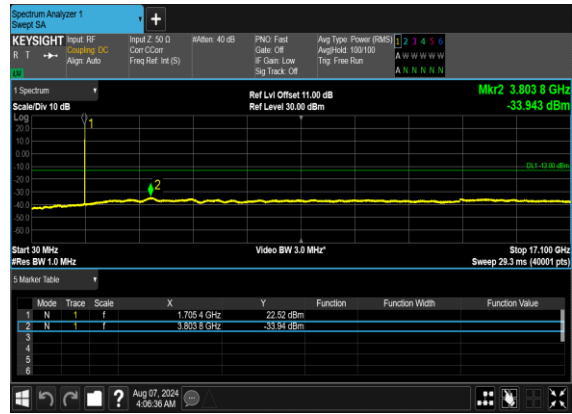 Spectrum Analyzer 1
Swept SA
+
KEYSIGHT Input: RF Input Z: 50 Ω #Atten: 40 dB PNO: Fast Avg Type: Power (RMS) 1 2 3 4 5 6
R T Coupling: DC Corr CCorr Gate: Off Avg|Hold: 100/100 A W W W W W
Align: Auto Freq Ref: Int (S) IF Gain: Low Trig: Free Run
LW Sig Track: Off A N N N N N
1 Spectrum Ref Lvl Offset 11.00 dB Mkr2 3.803 8 GHz
Scale/Div 10 dB Ref Level 30.00 dBm -33.943 dBm
Log
1
20.0
10.0
0.00
-10.0
DL1 -13.00 dBm
-20.0
2
-30.0
-40.0
-50.0
-60.0
Start 30 MHz Video BW 3.0 MHz* Stop 17.100 GHz
#Res BW 1.0 MHz Sweep 29.3 ms (40001 pts)
5 Marker Table
Mode Trace Scale X Y Function Function Width Function Value
1 N 1 f 1.705 4 GHz 22.52 dBm
2 N 1 f 3.803 8 GHz -33.94 dBm
3
4
5
6
? Aug 07, 2024
4:06:36 AM